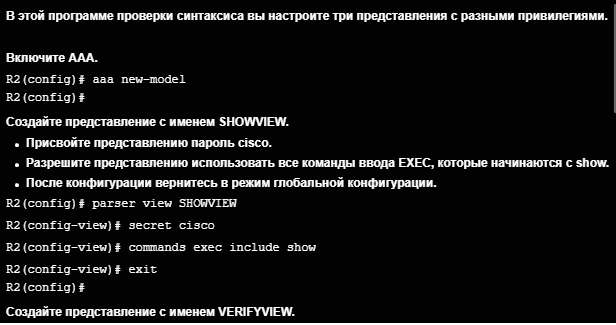 В этой программе проверки синтаксиса вы настроите три представления с разными привилегиями.
Включите AAA.
R2(config)# aaa new-model
R2(config)#
Создайте представление с именем SHOWVIEW.
• Присвойте представлению пароль cisco.
• Разрешите представлению использовать все команды ввода EXEC, которые начинаются с show.
• После конфигурации вернитесь в режим глобальной конфигурации.
R2(config)# parser view SHOWVIEW
R2(config-view)# secret cisco
R2(config-view)# commands exec include show
R2(config-view)# exit
R2(config)#
Создайте представление с именем VERIFYVIEW.